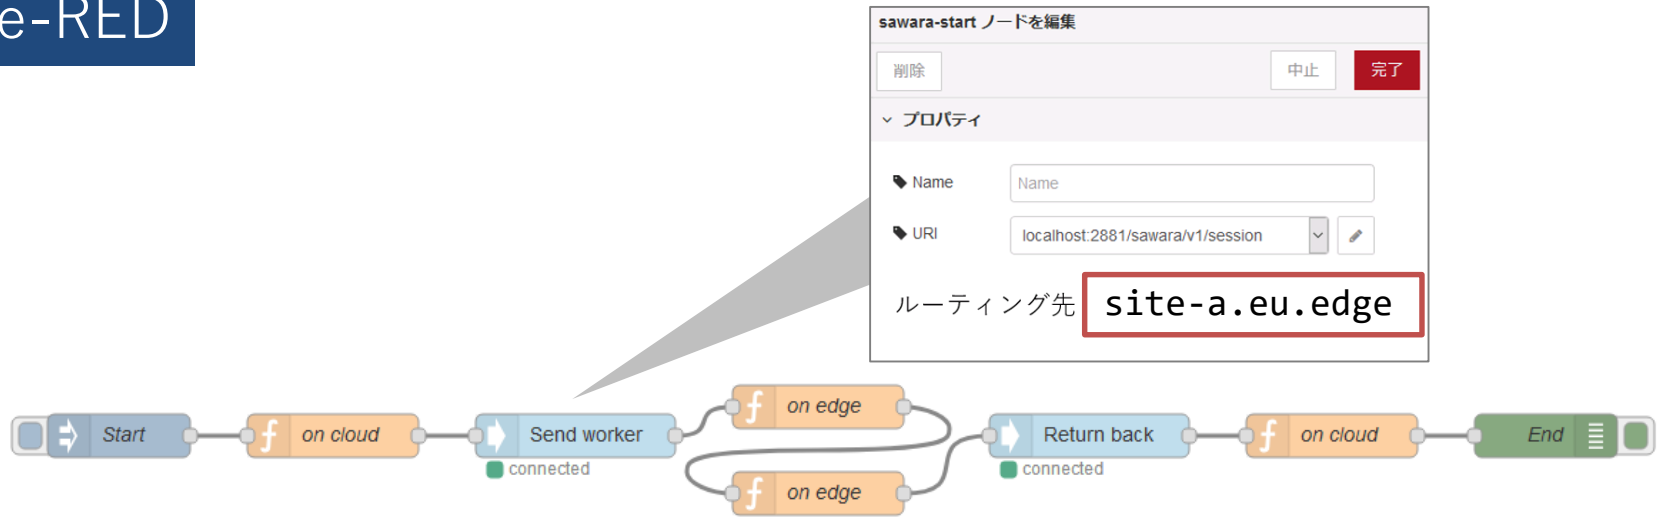 e-RED
sawara-start ノードを編集
削除
中止
完了
プロパティ
Name
Name
URI
localhost:2881/sawara/v1/session
ルーティング先
site-a.eu.edge
Start
on cloud
Send worker
connected
on edge
on edge
Return back
connected
on cloud
End